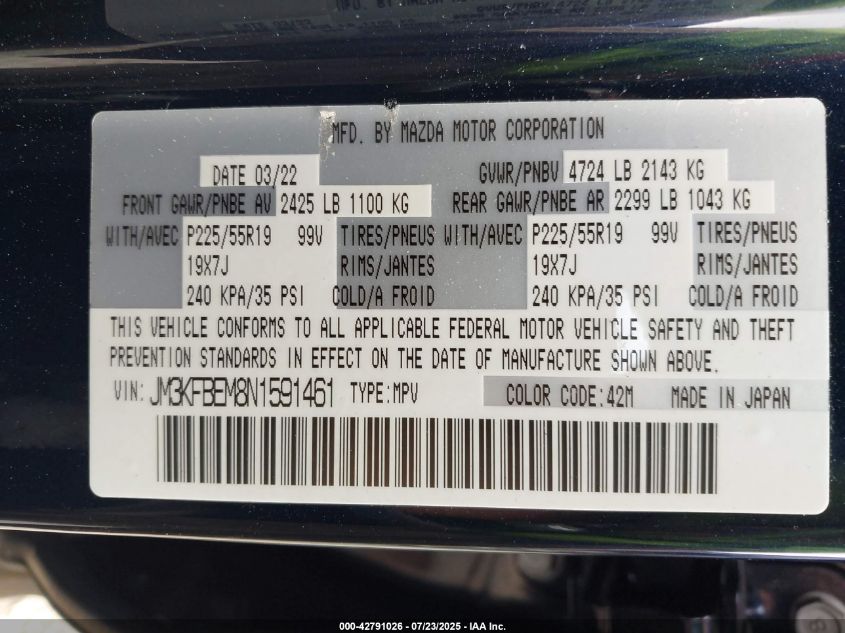 MFD. BY MAZDA MOTOR CORPORATION
DATE 03/22 GVWR/PNBV 4724 LB 2143 KG
FRONT GAWR/PNBE AV 2425 LB 1100 KG REAR GAWR/PNBE AR 2299 LB 1043 KG
WITH/AVEC P225/55R19 99V TIRES/PNEUS WITH/AVEC P225/55R19 99V TIRES/PNEUS
19X7J RIMS/JANTES 19X7J RIMS/JANTES
240 KPA/35 PSI COLD/A FROID 240 KPA/35 PSI COLD/A FROID
THIS VEHICLE CONFORMS TO ALL APPLICABLE FEDERAL MOTOR VEHICLE SAFETY AND THEFT
PREVENTION STANDARDS IN EFFECT ON THE DATE OF MANUFACTURE SHOWN ABOVE.
VIN: JM3KFBEM8N1591461 TYPE:MPV COLOR CODE:42M MADE IN JAPAN
000-42791026 - 07/23/2025 - IAA Inc.